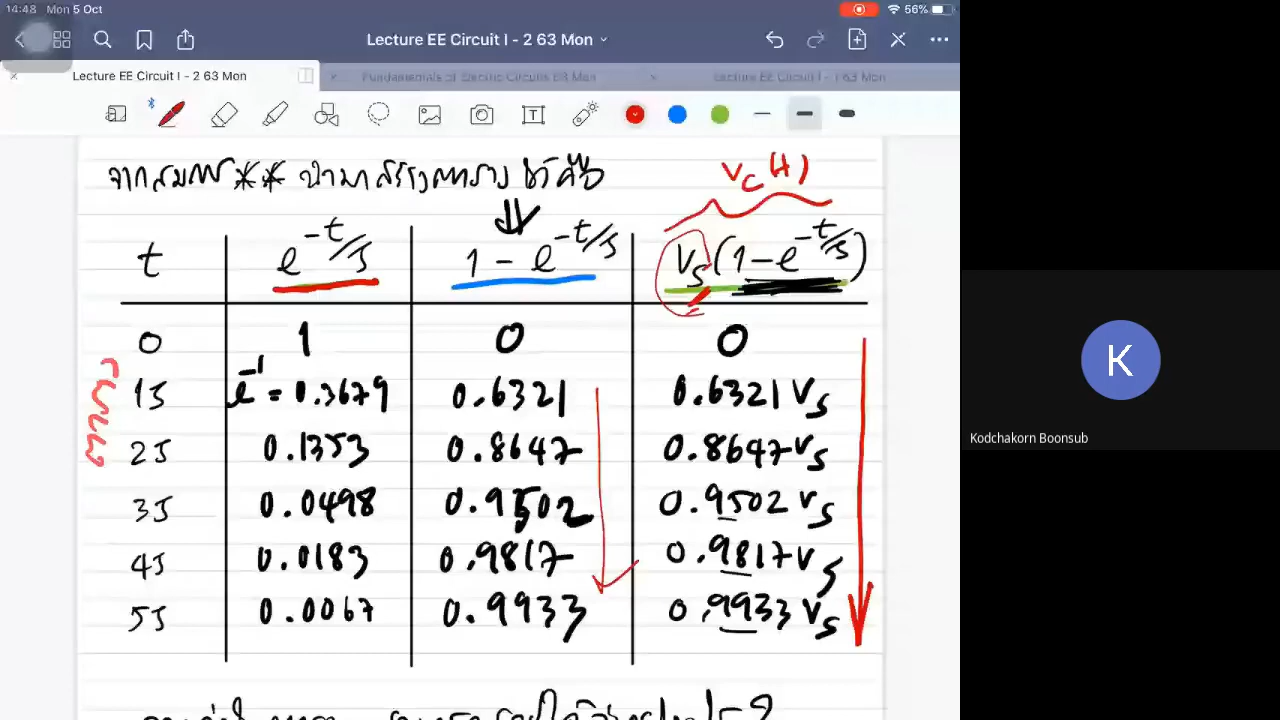 14:48 Mon 5 Oct
56%
Lecture EE Circuit I - 2 63 Mon
Lecture EE Circuit I - 2 63 Mon
Fundamentals of Electric Circuits 63 Mon
Lecture EE Circuit I - 1 63 Mon
จากสมการ ** นำมาสร้างตาราง ได้ดังนี้
Vc(t)
t e^{-t/τ} 1 - e^{-t/τ} Vs(1-e^{-t/τ})
0 1 0 0
1τ e^{-1} = 0.3679 0.6321 0.6321 Vs
2τ 0.1353 0.8647 0.8647 Vs
3τ 0.0498 0.9502 0.9502 Vs
4τ 0.0183 0.9817 0.9817 Vs
5τ 0.0067 0.9933 0.9933 Vs
K
Kodchakorn Boonsub